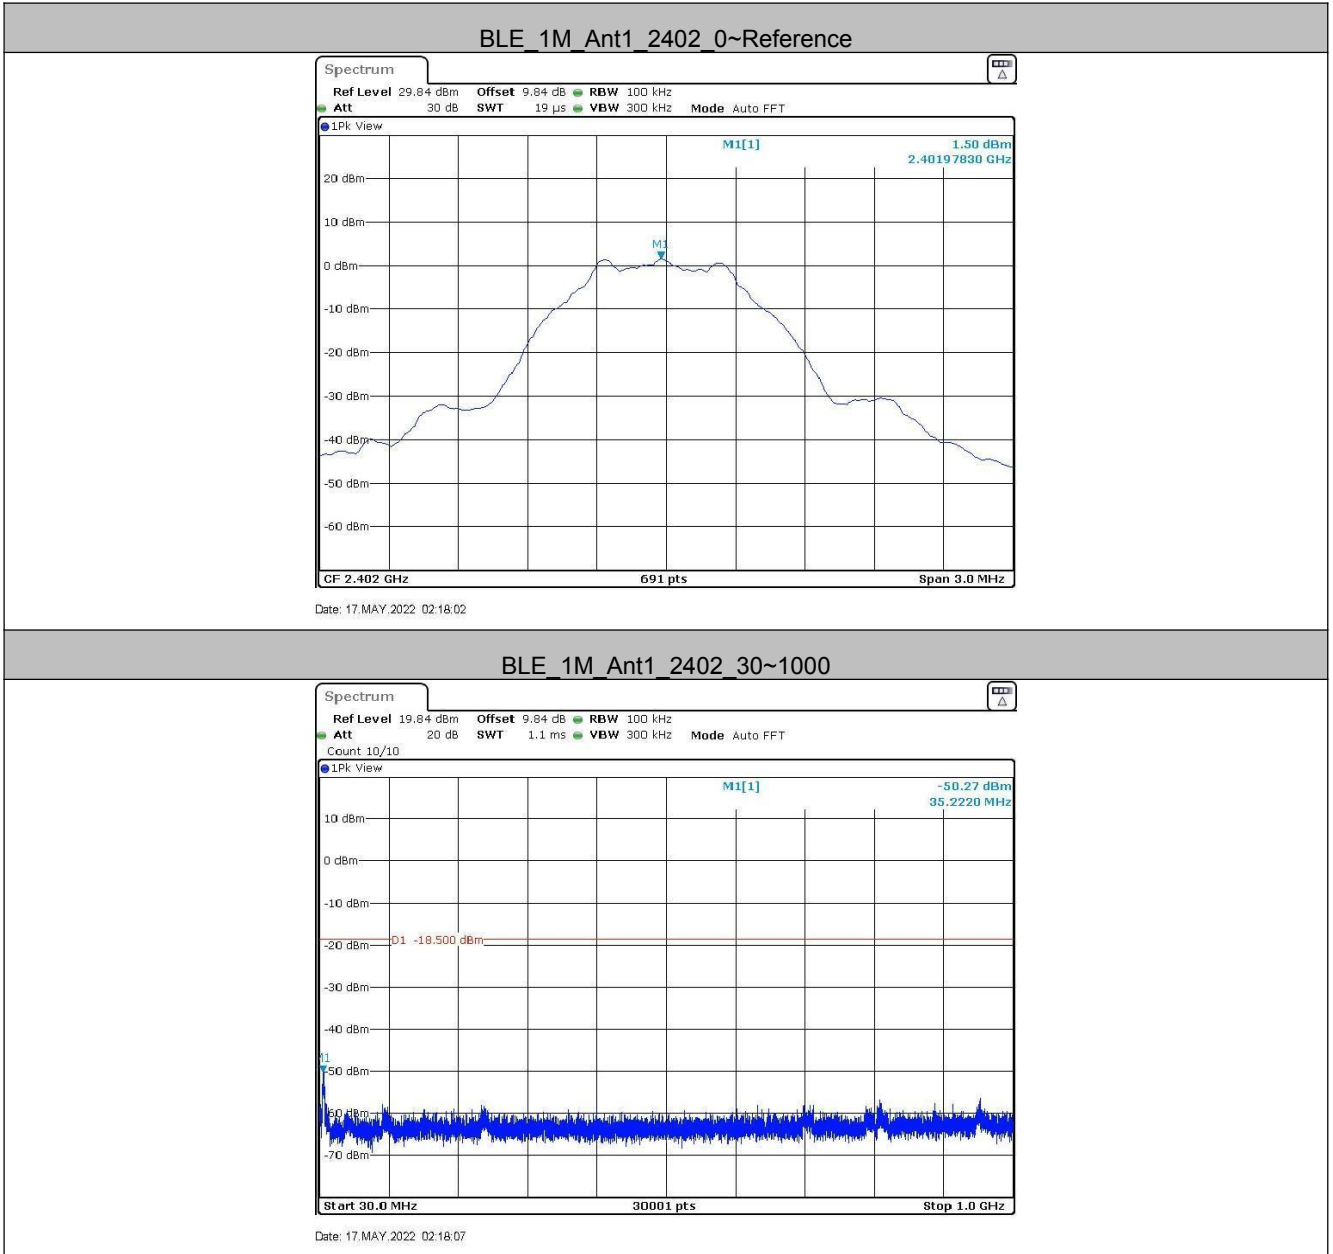 BLE_1M_Ant1_2402_0~Reference
Spectrum
Ref Level 29.84 dBm Offset 9.84 dB RBW 100 kHz
Att 30 dB SWT 19 µs VBW 300 kHz Mode Auto FFT
1Pk View
M1[1] 1.50 dBm
2.40197830 GHz
20 dBm
10 dBm
M1
0 dBm
-10 dBm
-20 dBm
-30 dBm
-40 dBm
-50 dBm
-60 dBm
CF 2.402 GHz 691 pts Span 3.0 MHz
Date: 17.MAY.2022 02:18:02
BLE_1M_Ant1_2402_30~1000
Spectrum
Ref Level 19.84 dBm Offset 9.84 dB RBW 100 kHz
Att 20 dB SWT 1.1 ms VBW 300 kHz Mode Auto FFT
Count 10/10
1Pk View
M1[1] -50.27 dBm
35.2220 MHz
10 dBm
0 dBm
-10 dBm
D1 -18.500 dBm
-20 dBm
-30 dBm
-40 dBm
M1
-50 dBm
-60 dBm
-70 dBm
Start 30.0 MHz 30001 pts Stop 1.0 GHz
Date: 17.MAY.2022 02:18:07